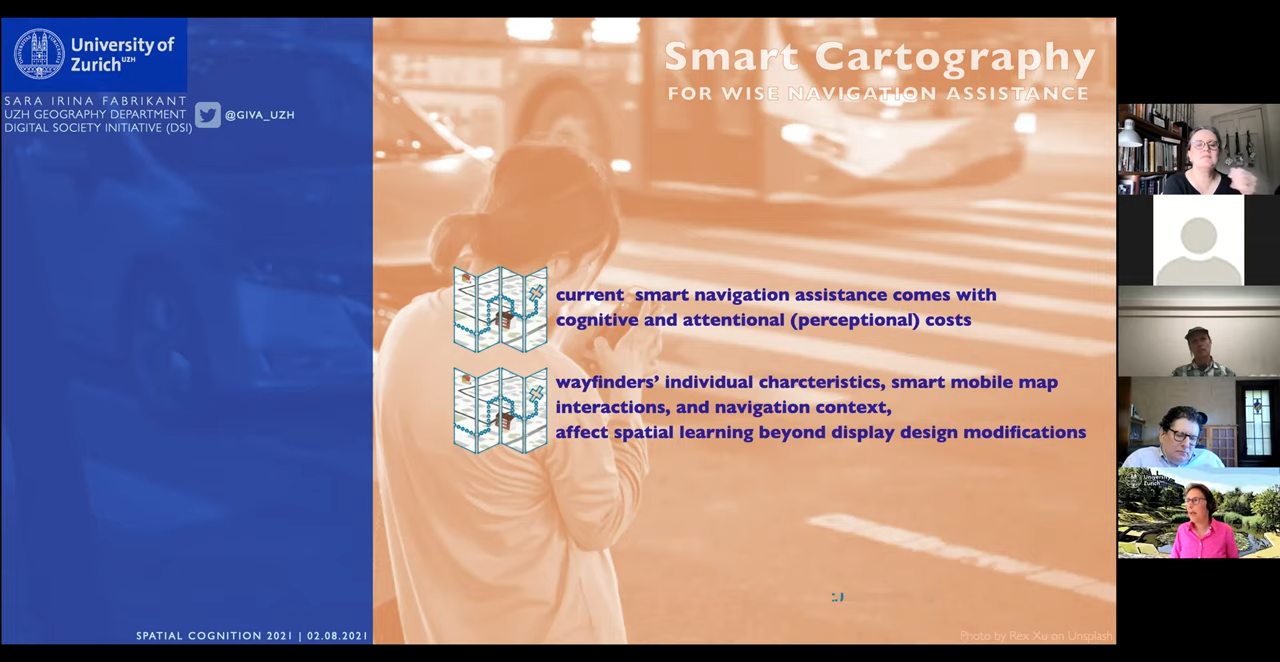 University of
Zurich UZH
SARA IRINA FABRIKANT
UZH GEOGRAPHY DEPARTMENT
DIGITAL SOCIETY INITIATIVE (DSI)
@GIVA_UZH
Smart Cartography
FOR WISE NAVIGATION ASSISTANCE
current smart navigation assistance comes with
cognitive and attentional (perceptional) costs
wayfinders' individual charcteristics, smart mobile map
interactions, and navigation context,
affect spatial learning beyond display design modifications
SPATIAL COGNITION 2021 | 02.08.2021
Photo by Rex Xu on Unsplash